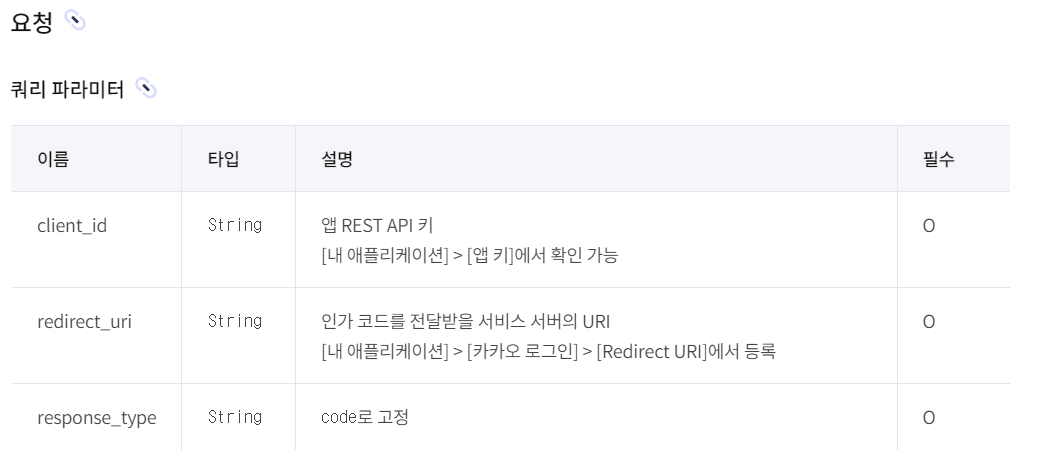 요청
쿼리 파라미터
이름 타입 설명 필수
client_id String 앱 REST API 키 O
[내 애플리케이션] > [앱 키]에서 확인 가능
redirect_uri String 인가 코드를 전달받을 서비스 서버의 URI O
[내 애플리케이션] > [카카오 로그인] > [Redirect URI]에서 등록
response_type String code로 고정 O